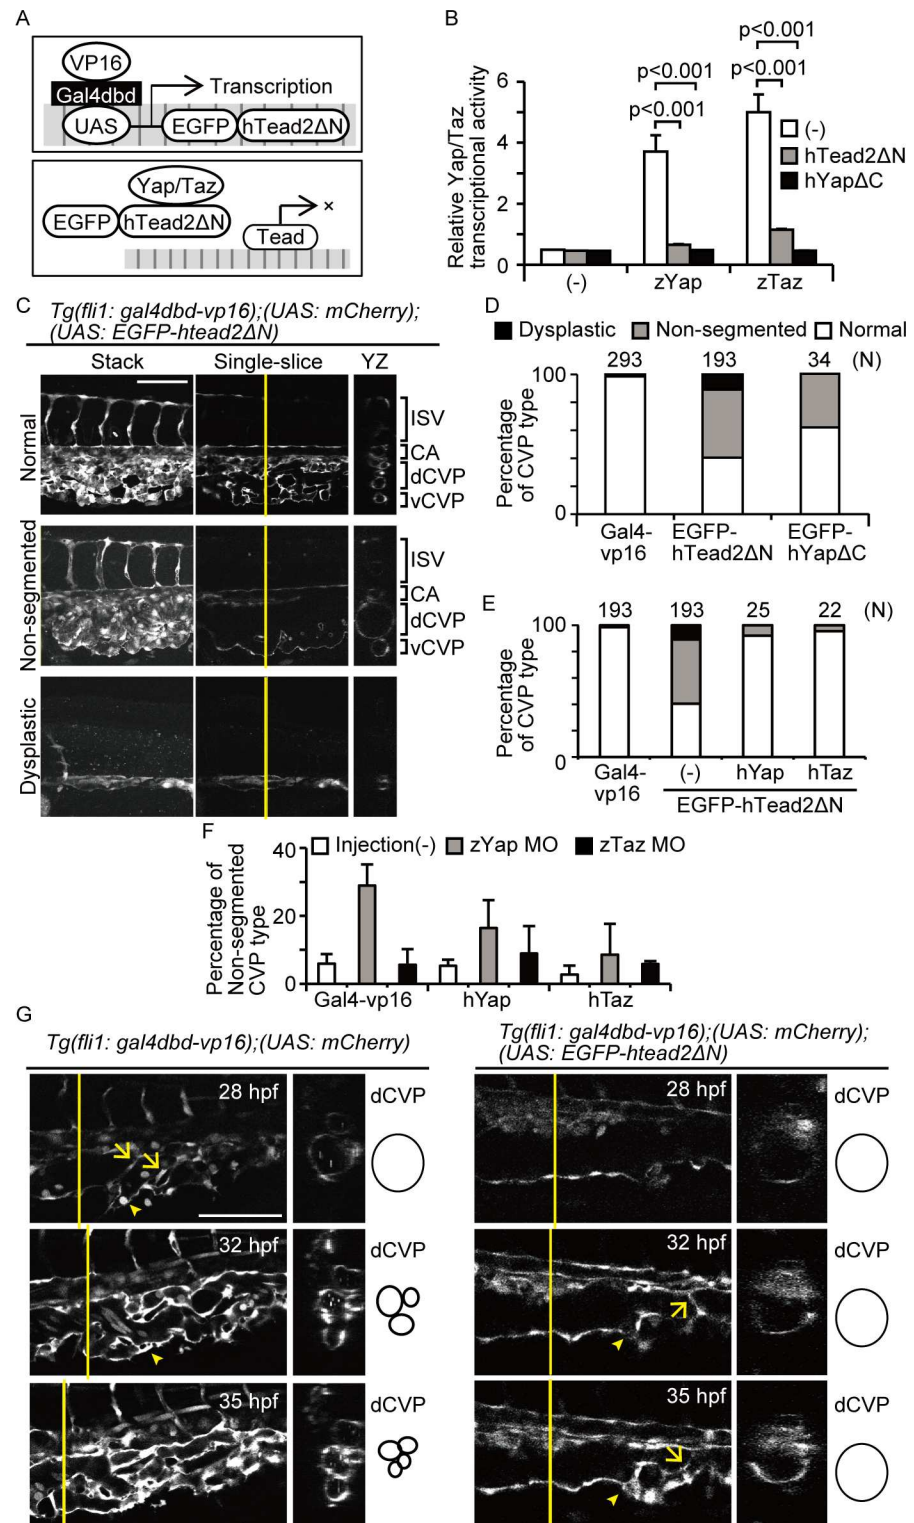 A
VP16
Gal4dbd
Transcription
UAS
EGFP
hTead2ΔN
Yap/Taz
EGFP
hTead2ΔN
Tead
×
B
Relative Yap/Taz
transcriptional activity
6
4
2
0
p<0.001
p<0.001
p<0.001
p<0.001
(-)
hTead2ΔN
hYapΔC
(-)
zYap
zTaz
C
Tg(fli1: gal4dbd-vp16);(UAS: mCherry);
(UAS: EGFP-htead2ΔN)
Stack
Single-slice
YZ
Normal
ISV
CA
dCVP
vCVP
Non-segmented
ISV
CA
dCVP
vCVP
Dysplastic
D
Dysplastic
Non-segmented
Normal
293
193
34
(N)
100
0
Percentage
of CVP type
Gal4-
vp16
EGFP-
hTead2ΔN
EGFP-
hYapΔC
E
193
193
25
22
(N)
100
0
Percentage
of CVP type
Gal4-
vp16
(-)
hYap
hTaz
EGFP-hTead2ΔN
F
Injection(-)
zYap MO
zTaz MO
Percentage of
Non-segmented
CVP type
40
20
0
Gal4-vp16
hYap
hTaz
G
Tg(fli1: gal4dbd-vp16);(UAS: mCherry)
28 hpf
dCVP
32 hpf
dCVP
35 hpf
dCVP
Tg(fli1: gal4dbd-vp16);(UAS: mCherry);
(UAS: EGFP-htead2ΔN)
28 hpf
dCVP
32 hpf
dCVP
35 hpf
dCVP